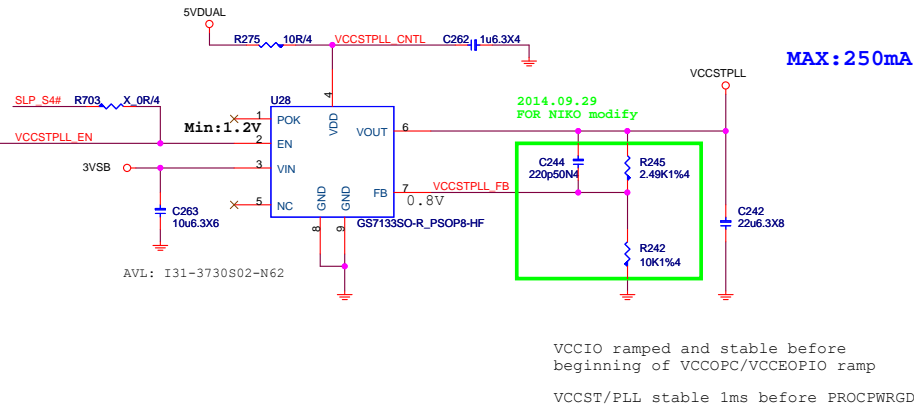 5VDUAL
R275
10R/4
VCCSTPLL_CNTL
C262
1u6.3X4
MAX:250mA
VCCSTPLL
SLP_S4#
R703
X_0R/4
U28
4
2014.09.29
FOR NIKO modify
1
POK
VDD
VOUT
6
Min:1.2V
VCCSTPLL_EN
2
EN
3VSB
3
VIN
C244
220p50N4
R245
2.49K1%4
VCCSTPLL_FB
FB
7
0.8V
5
NC
GND
GND
C263
10u6.3X6
GS7133SO-R_PSOP8-HF
C242
22u6.3X8
8
9
R242
10K1%4
AVL: I31-3730S02-N62
VCCIO ramped and stable before
beginning of VCCOPC/VCCEOPIO ramp
VCCST/PLL stable 1ms before PROCPWRGD